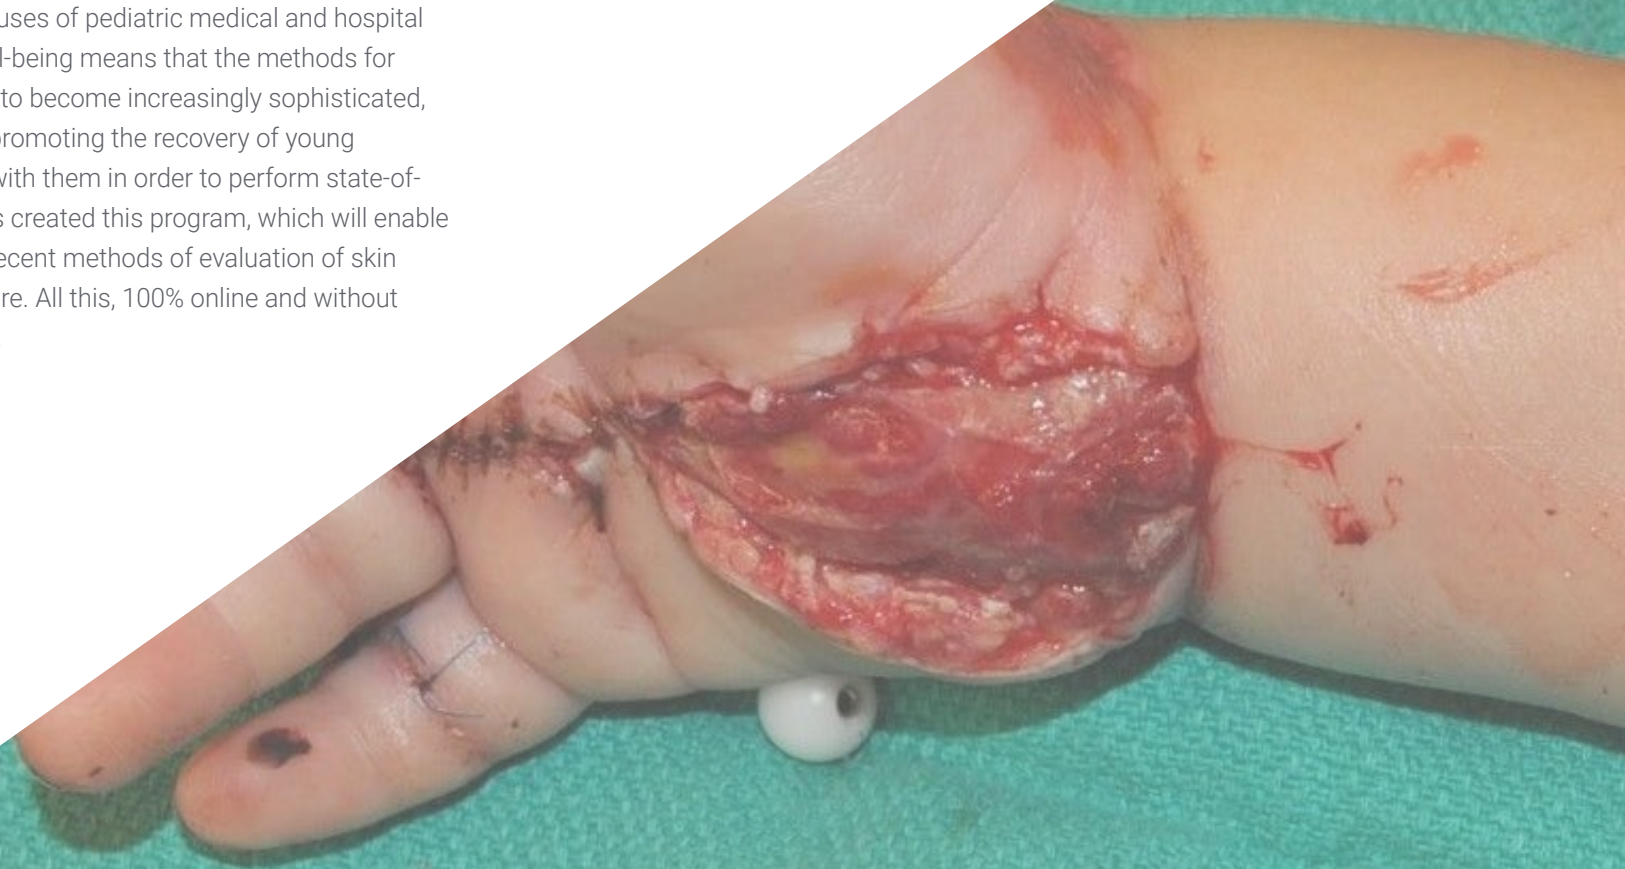 uses of pediatric medical and hospital
l-being means that the methods for
to become increasingly sophisticated,
promoting the recovery of young
with them in order to perform state-of-
s created this program, which will enable
ecent methods of evaluation of skin
re. All this, 100% online and without